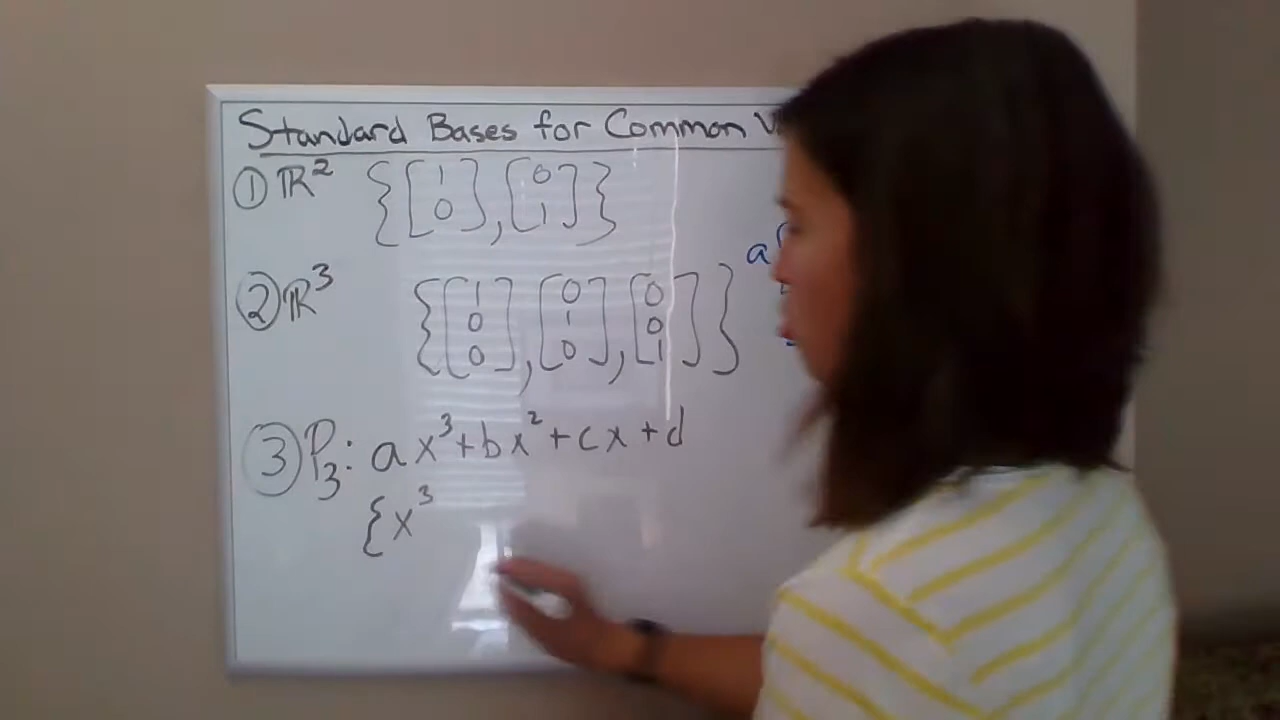 Standard Bases for Common
① ℝ² {[1 0], [0 1]}
② ℝ³ {[1 0 0], [0 1 0], [0 0 1]}
a
③ P₃: ax³+bx²+cx+d
{x³